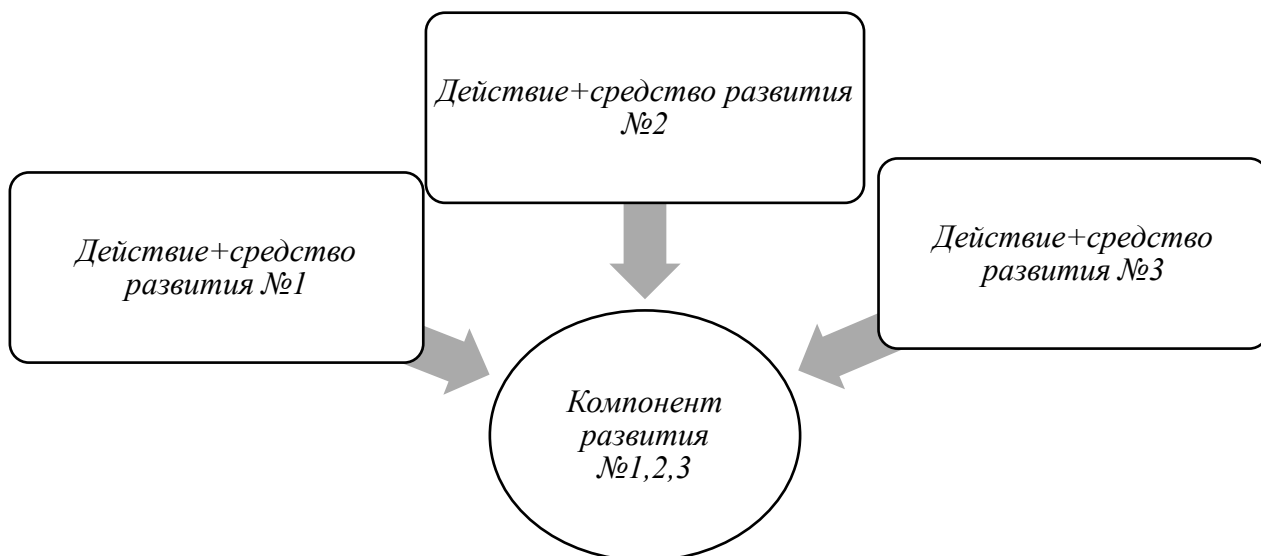 Действие+средство развития
№2
Действие+средство
развития №1
Действие+средство
развития №3
Компонент
развития
№1,2,3